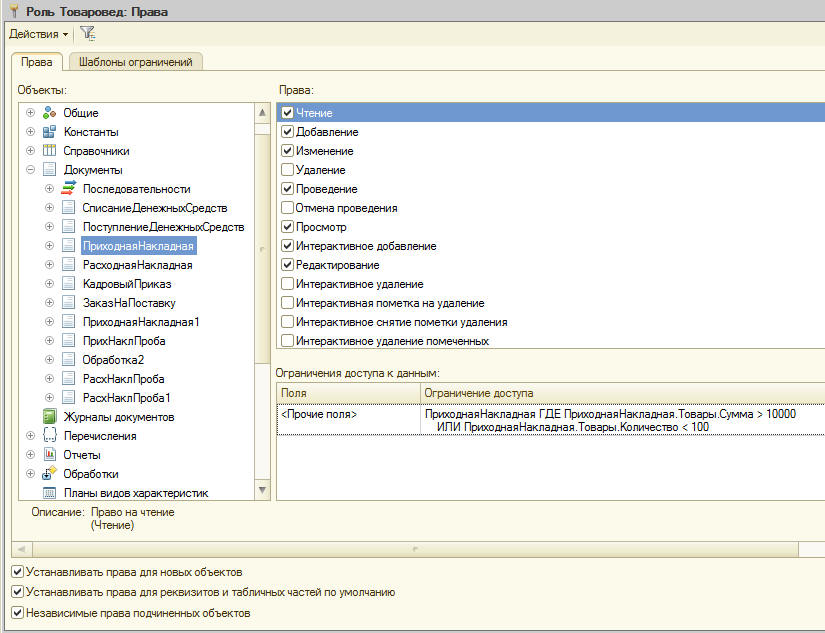 Роль Товаровед: Права
Действия
Права
Шаблоны ограничений
Объекты:
Общие
Константы
Справочники
Документы
Последовательности
СписаниеДенежныхСредств
ПоступлениеДенежныхСредств
ПриходнаяНакладная
РасходнаяНакладная
КадровыйПриказ
ЗаказНаПоставку
ПриходнаяНакладная1
ПрихНаклПроба
Обработка2
РасхНаклПроба
РасхНаклПроба1
Журналы документов
Перечисления
Отчеты
Обработки
Планы видов характеристик
Права:
Чтение
Добавление
Изменение
Удаление
Проведение
Отмена проведения
Просмотр
Интерактивное добавление
Редактирование
Интерактивное удаление
Интерактивная пометка на удаление
Интерактивное снятие пометки удаления
Интерактивное удаление помеченных
Ограничения доступа к данным:
Поля Ограничение доступа
<Прочие поля> ПриходнаяНакладная ГДЕ ПриходнаяНакладная.Товары.Сумма > 10000
ИЛИ ПриходнаяНакладная.Товары.Количество < 100
Описание: Право на чтение
(Чтение)
Устанавливать права для новых объектов
Устанавливать права для реквизитов и табличных частей по умолчанию
Независимые права подчиненных объектов